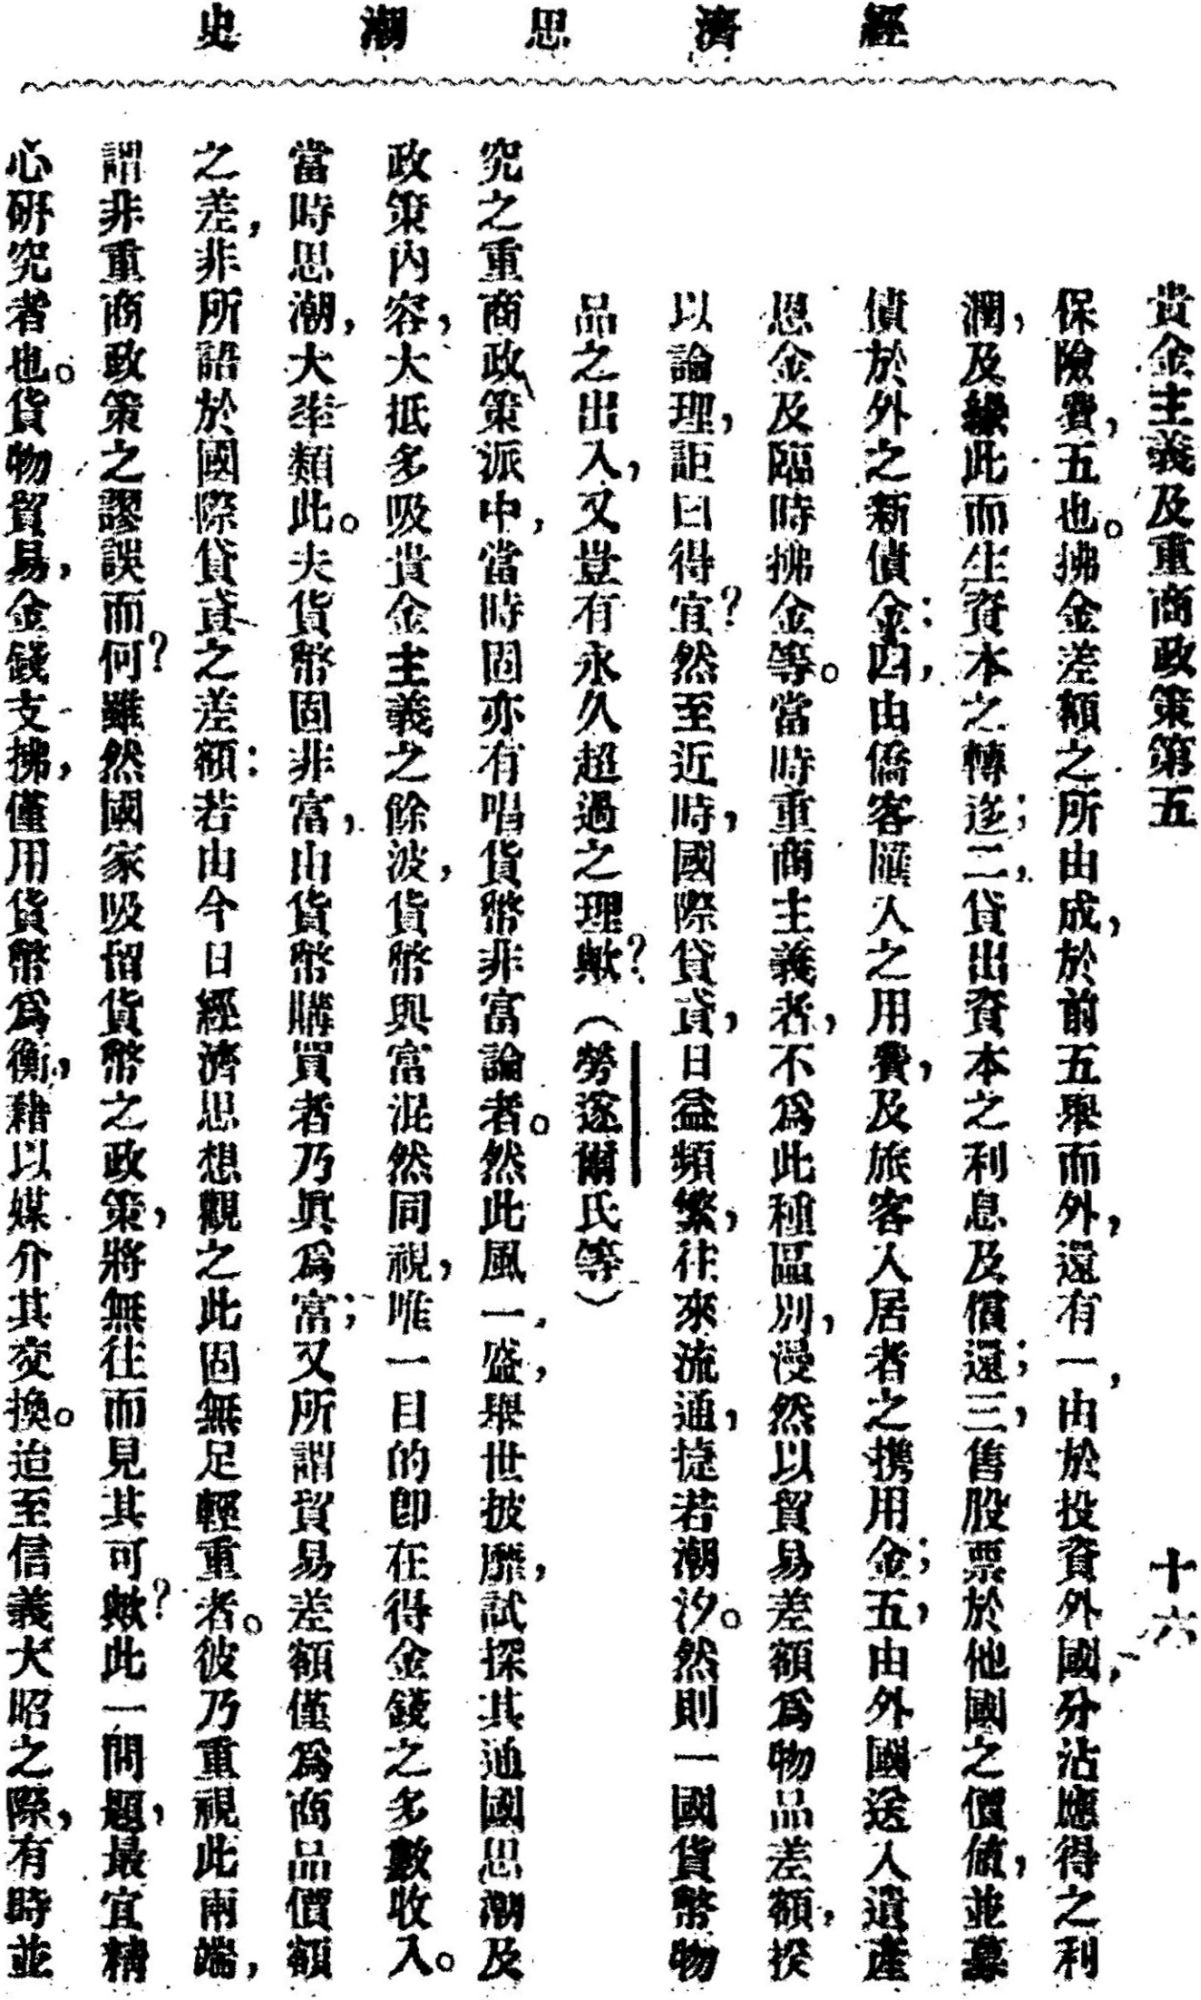 經濟思潮史
貴金主義及重商政策第五 十六
保險費，五也。拂金差額之所由成，於前五舉而外，還有一，由於投資外國，分沾應得之利
潤，及緣此而生資本之轉迄；二，貸出資本之利息及償還；三，售股票於他國之價値，並募
債於外之新債金；四，由僑客匯入之用費，及旅客入居者之携用金；五，由外國送入遺產
恩金及臨時拂金等。當時重商主義者，不爲此種區別，漫然以貿易差額爲物品差額，揆
以論理，詎曰得宜？然至近時，國際貸貣，日益頻繁，往來流通，捷若潮汐。然則一國貨幣物
品之出入，又豈有永久超過之理歟？（勞遂爾氏等）
究之重商政策派中，當時固亦有唱貨幣非富論者。然此風一盛，舉世披靡，試探其通國思潮及
政策內容，大抵多吸貴金主義之餘波，貨幣與富混然同視，唯一目的卽在得金錢之多數收入。
當時思潮，大率類此。夫貨幣固非富，由貨幣購買者乃眞爲富；又所謂貿易差額僅爲商品價額
之差，非所語於國際貸貣之差額：若由今日經濟思想觀之此固無足輕重者。彼乃重視此兩端，
謂非重商政策之謬誤而何？雖然國家吸留貨幣之政策，將無往而見其可歟？此一問題，最宜精
心研究者也。貨物貿易，金錢支拂，僅用貨幣爲衡，藉以媒介其交換。迨至信義大昭之際，有時並